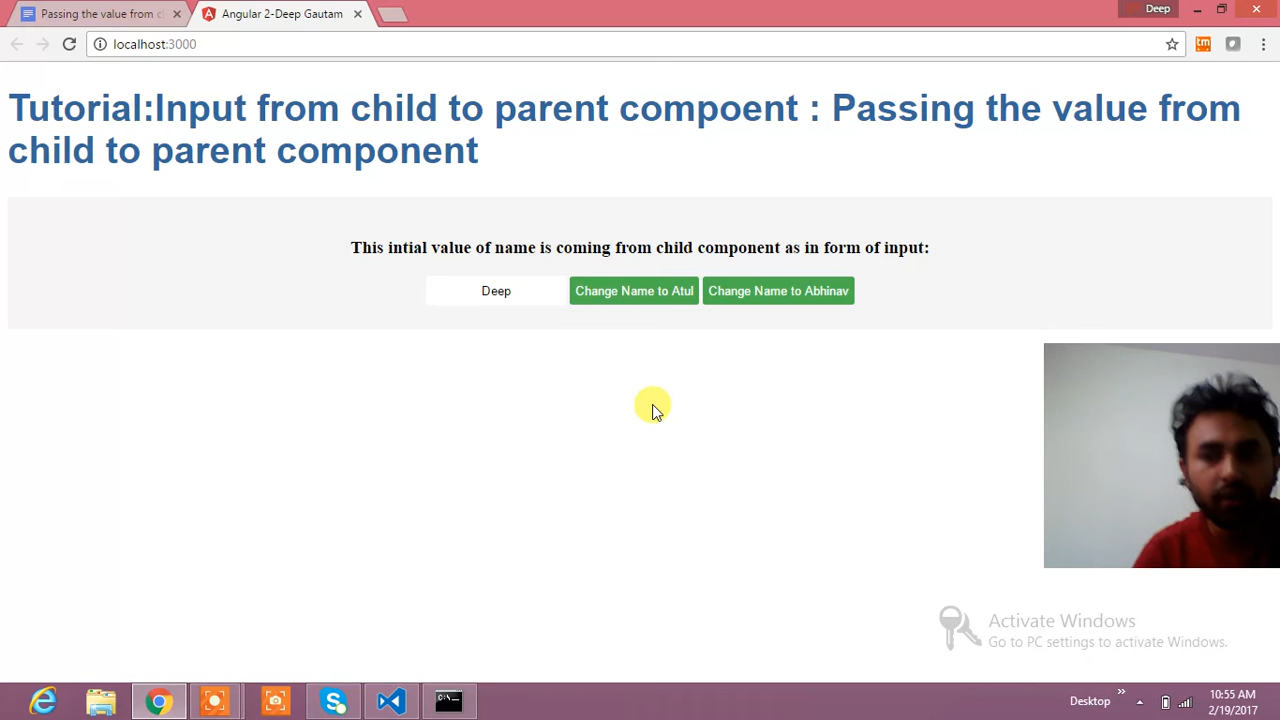 Passing the value from c
Angular 2-Deep Gautam
Deep
localhost:3000
Tutorial:Input from child to parent compoent : Passing the value from
child to parent component
This intial value of name is coming from child component as in form of input:
Deep
Change Name to Atul
Change Name to Abhinav
Activate Windows
Go to PC settings to activate Windows.
Desktop
10:55 AM
2/19/2017